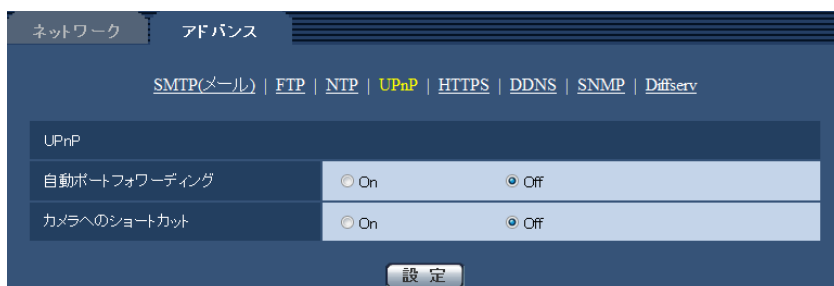 ネットワーク アドバンス
SMTP(メール) | FTP | NTP | UPnP | HTTPS | DDNS | SNMP | Diffserv
UPnP
自動ポートフォワーディング On Off
カメラへのショートカット On Off
設定